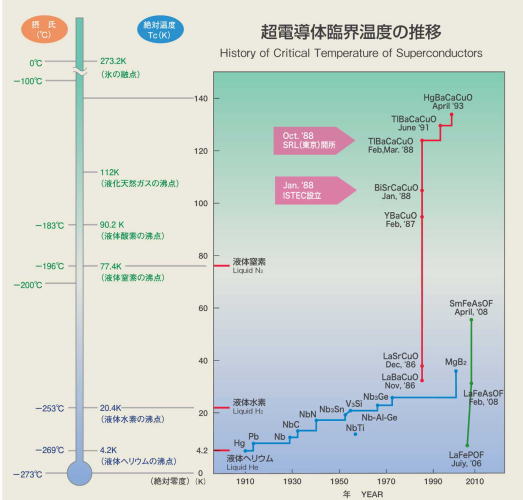 摂 氏
(℃)
絶対温度
Tc(K)
超電導体臨界温度の推移
History of Critical Temperature of Superconductors
0℃
273.2K
(氷の融点)
−100℃
112K
(液化天然ガスの沸点)
−183℃
90.2 K
(液体酸素の沸点)
−196℃
77.4K
(液体窒素の沸点)
−200℃
−253℃
20.4K
(液体水素の沸点)
−269℃
4.2K
(液体ヘリウムの沸点)
−273℃
(絶対零度)
(K)
140
120
100
80
60
40
20
4.2
0
HgBaCaCuO
April '93
TlBaCaCuO
June '91
Oct. '88
SRL(東京)開所
TlBaCaCuO
Feb,Mar. '88
Jan, '88
ISTEC設立
BiSrCaCuO
Jan, '88
YBaCuO
Feb, '87
液体窒素
Liquid N₂
SmFeAsOF
April, '08
LaSrCuO
Dec, '86
LaBaCuO
Nov, '86
MgB₂
LaFeAsOF
Feb, '08
液体水素
Liquid H₂
Nb₃Ge
V₃Si
Nb₃Sn
Nb-Al-Ge
NbN
NbC
NbTi
Nb
Pb
Hg
液体ヘリウム
Liquid He
LaFePOF
Juiy, '06
1910
1930
1950
1970
1990
2010
年 YEAR